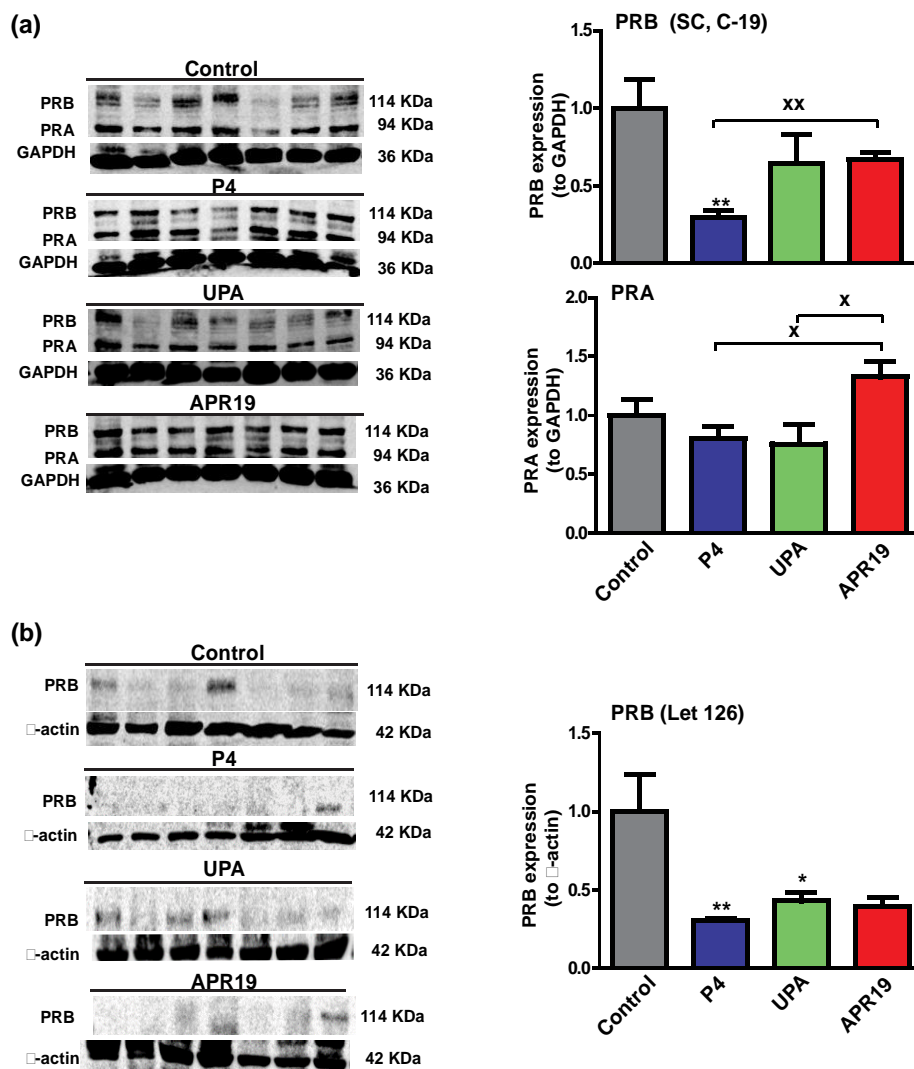 (a)
Control
PRB 114 KDa
PRA 94 KDa
GAPDH 36 KDa
P4
PRB 114 KDa
PRA 94 KDa
GAPDH 36 KDa
UPA
PRB 114 KDa
PRA 94 KDa
GAPDH 36 KDa
APR19
PRB 114 KDa
PRA 94 KDa
GAPDH 36 KDa
PRB (SC, C-19)
PRB expression
(to GAPDH)
1.5
1.0
0.5
0.0
**
xx
PRA
PRA expression
(to GAPDH)
2.0
1.5
1.0
0.5
0.0
x
x
Control P4 UPA APR19
(b)
Control
PRB 114 KDa
□-actin 42 KDa
P4
PRB 114 KDa
□-actin 42 KDa
UPA
PRB 114 KDa
□-actin 42 KDa
APR19
PRB 114 KDa
□-actin 42 KDa
PRB (Let 126)
PRB expression
(to □-actin)
1.5
1.0
0.5
0.0
**
*
Control P4 UPA APR19